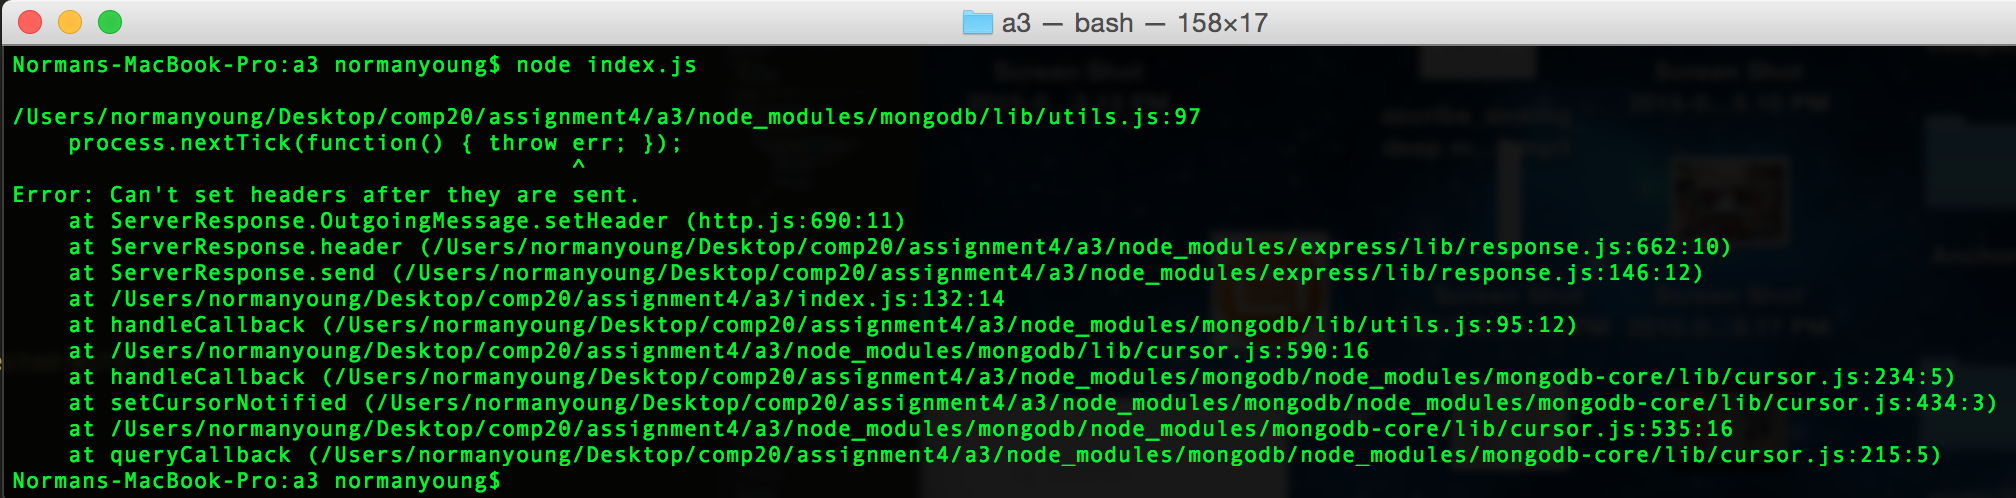 a3 — bash — 158×17
Normans-MacBook-Pro:a3 normanyoung$ node index.js
/Users/normanyoung/Desktop/comp20/assignment4/a3/node_modules/mongodb/lib/utils.js:97
process.nextTick(function() { throw err; });
^
Error: Can't set headers after they are sent.
at ServerResponse.OutgoingMessage.setHeader (http.js:690:11)
at ServerResponse.header (/Users/normanyoung/Desktop/comp20/assignment4/a3/node_modules/express/lib/response.js:662:10)
at ServerResponse.send (/Users/normanyoung/Desktop/comp20/assignment4/a3/node_modules/express/lib/response.js:146:12)
at /Users/normanyoung/Desktop/comp20/assignment4/a3/index.js:132:14
at handleCallback (/Users/normanyoung/Desktop/comp20/assignment4/a3/node_modules/mongodb/lib/utils.js:95:12)
at /Users/normanyoung/Desktop/comp20/assignment4/a3/node_modules/mongodb/lib/cursor.js:590:16
at handleCallback (/Users/normanyoung/Desktop/comp20/assignment4/a3/node_modules/mongodb/node_modules/mongodb-core/lib/cursor.js:234:5)
at setCursorNotified (/Users/normanyoung/Desktop/comp20/assignment4/a3/node_modules/mongodb/node_modules/mongodb-core/lib/cursor.js:434:3)
at /Users/normanyoung/Desktop/comp20/assignment4/a3/node_modules/mongodb/node_modules/mongodb-core/lib/cursor.js:535:16
at queryCallback (/Users/normanyoung/Desktop/comp20/assignment4/a3/node_modules/mongodb/node_modules/mongodb-core/lib/cursor.js:215:5)
Normans-MacBook-Pro:a3 normanyoung$